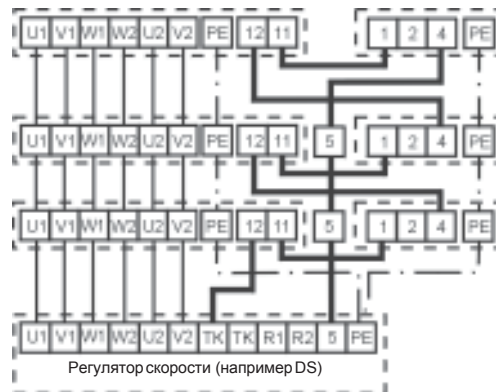 U1 V1 W1 W2 U2 V2 PE 12 11 1 2 4 PE
U1 V1 W1 W2 U2 V2 PE 12 11 5 1 2 4 PE
U1 V1 W1 W2 U2 V2 PE 12 11 5 1 2 4 PE
U1 V1 W1 W2 U2 V2 TK TK R1 R2 5 PE
Регулятор скорости (например DS)